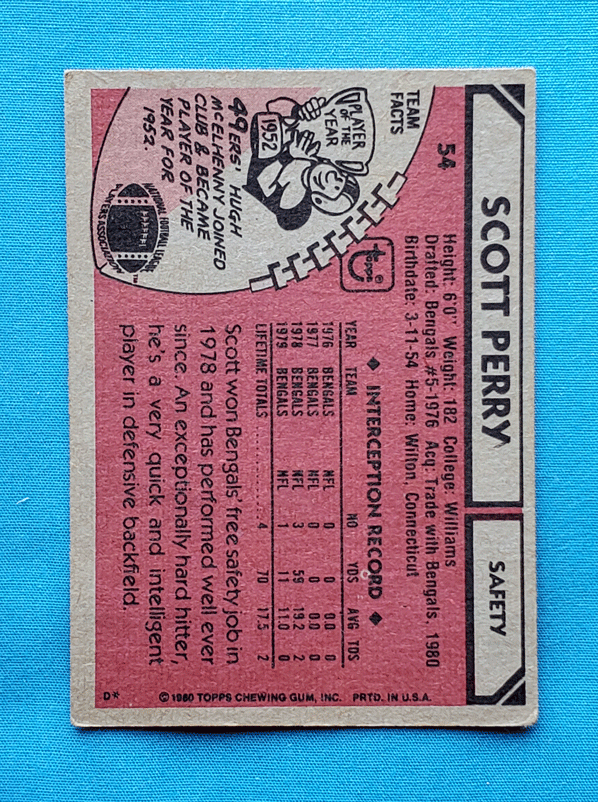 SCOTT PERRY
SAFETY
54
Height: 6'0" Weight: 182 College: Williams
Drafted: Bengals #5-1976 Acq: Trade with Bengals, 1980
Birthdate: 3-11-54 Home: Wilton, Connecticut
TEAM
FACTS
PLAYER
OF THE
YEAR
1952
49ERS' HUGH
McELHENNY JOINED
CLUB & BECAME
PLAYER OF THE
YEAR FOR
1952.
NATIONAL FOOTBALL LEAGUE
PLAYERS ASSOCIATION
TM
topps®
◆ INTERCEPTION RECORD ◆
YEAR TEAM NO YDS AVG TDS
1976 BENGALS NFL 0 0 0.0 0
1977 BENGALS NFL 0 0 0.0 0
1978 BENGALS NFL 3 59 19.2 2
1979 BENGALS NFL 1 11 11.0 0
LIFETIME TOTALS 4 70 17.5 2
Scott won Bengals' free safety job in
1978 and has performed well ever
since. An exceptionally hard hitter,
he's a very quick and intelligent
player in defensive backfield.
D* © 1980 TOPPS CHEWING GUM, INC. PRTD. IN U.S.A.